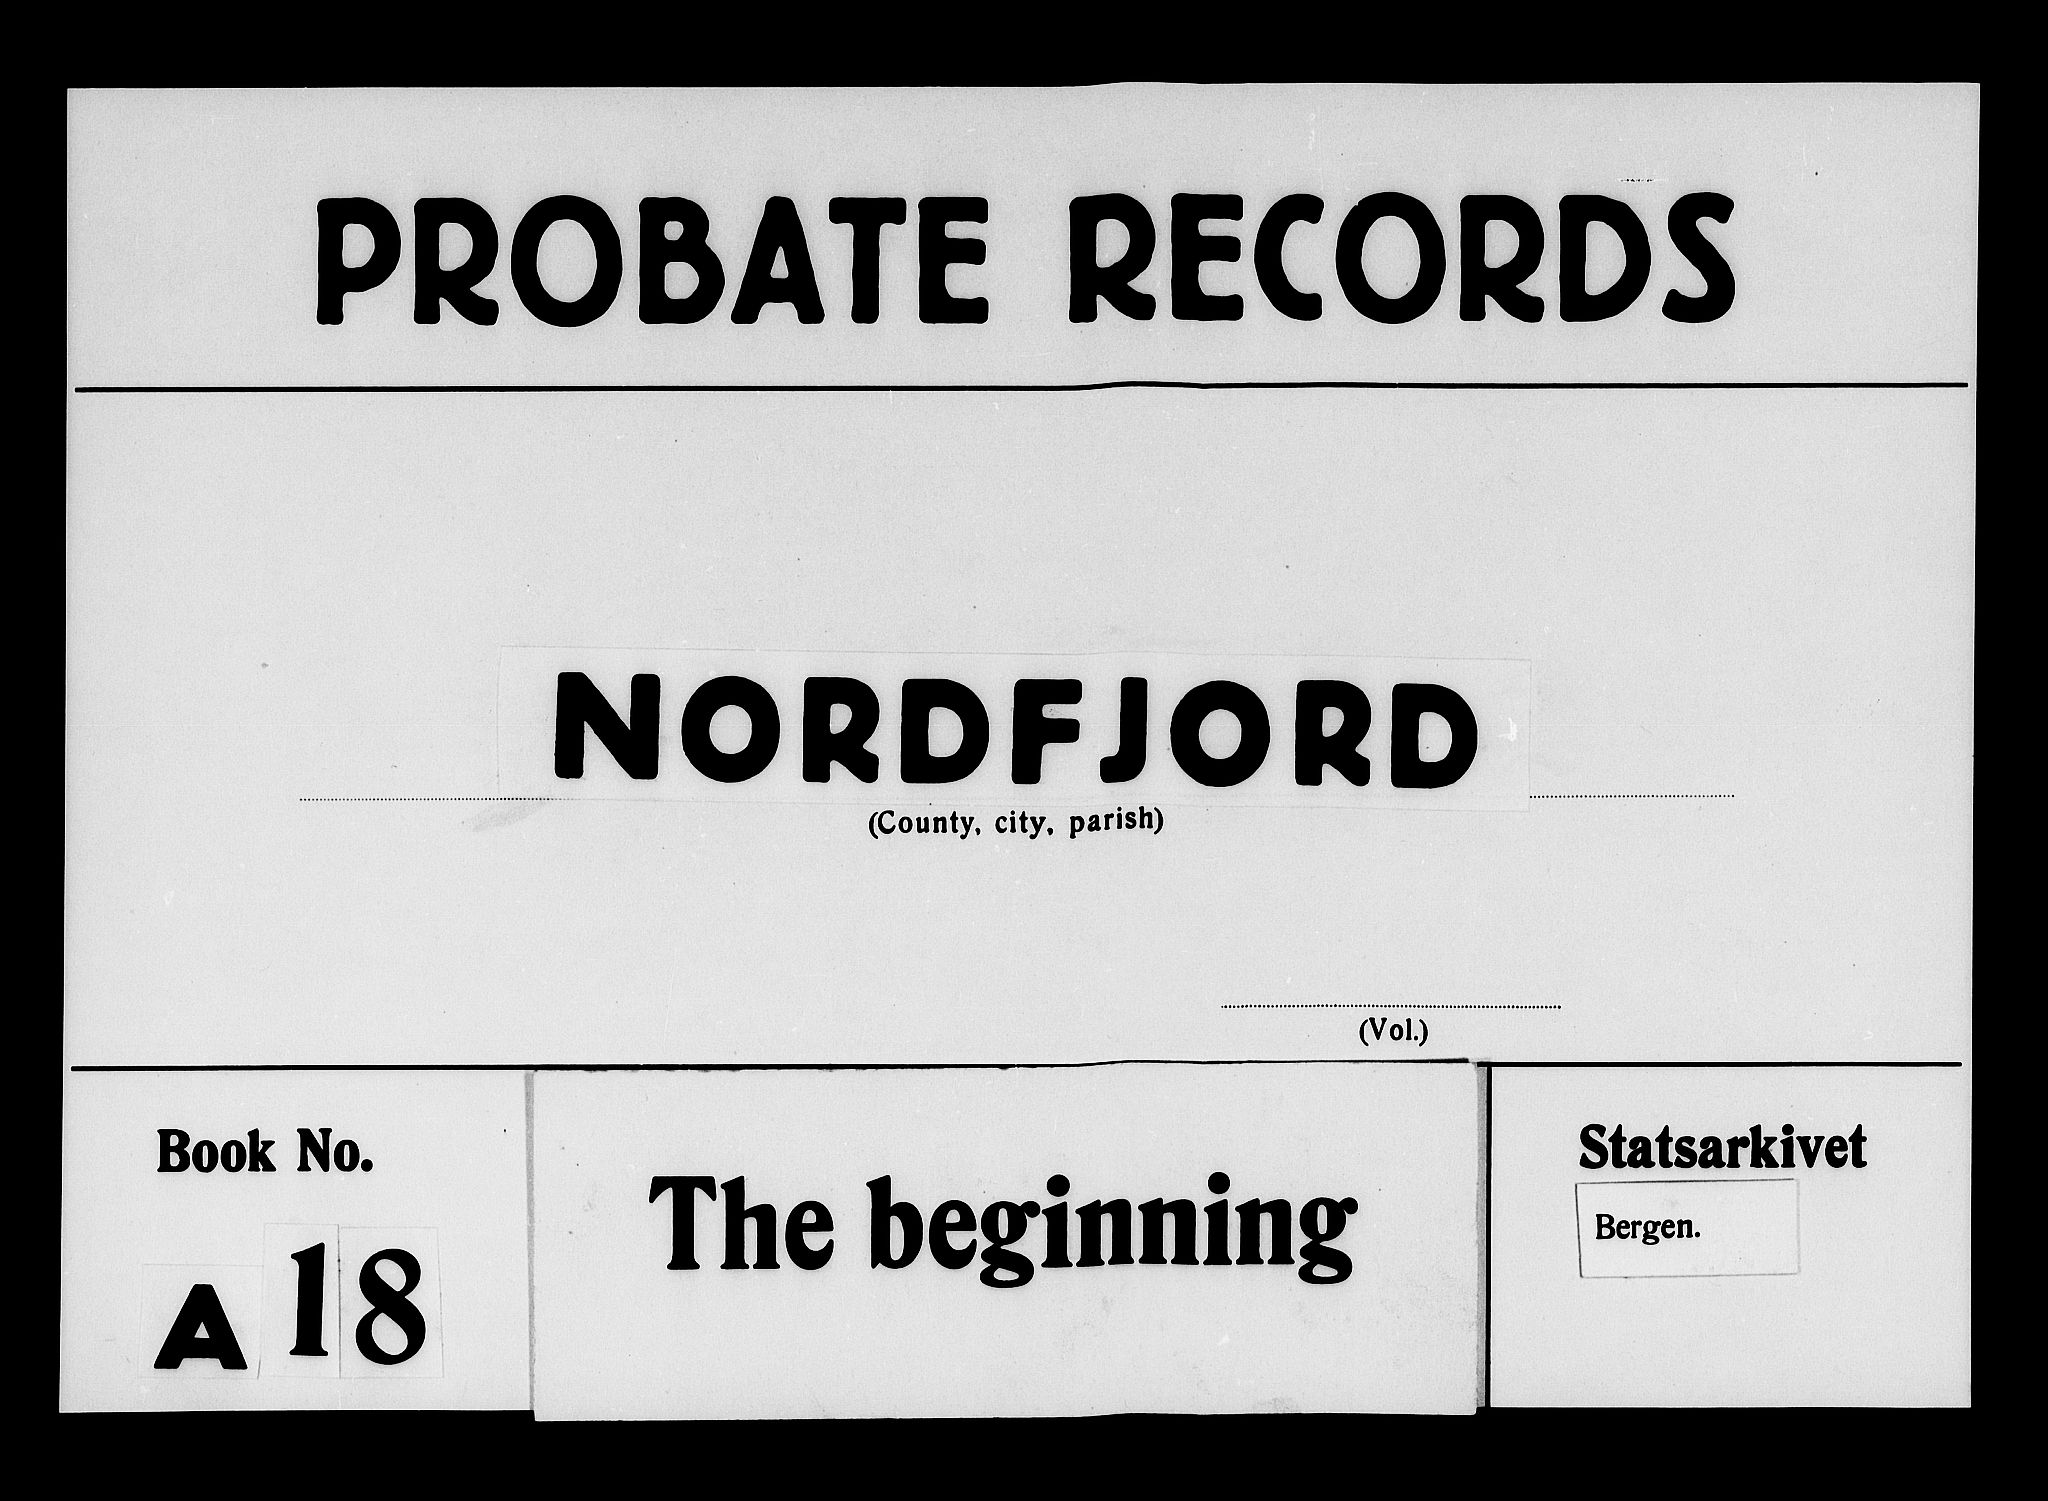 PROBATE RECORDS
NORDFJORD
(County, city, parish)
(Vol.)
Book No.
A 18
The beginning
Statsarkivet
Bergen.